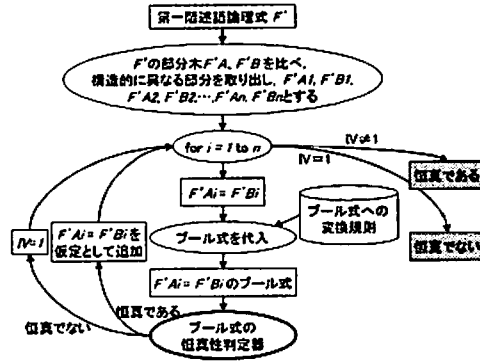 第一階述語論理式 F'
F'の部分木F'A、F'Bを比べ、
構造的に異なる部分を取り出し、F'A1, F'B1,
F'A2, F'B2,…,F'An, F'Bnとする
for i = 1 to n
IV≠1
IV=1
恒真である
F'Ai = F'Bi
ブール式への
変換規則
恒真でない
IV=1
F'Ai = F'Biを
仮定として追加
ブール式を代入
F'Ai = F'Bi のブール式
恒真でない
恒真である
ブール式の
恒真性判定器